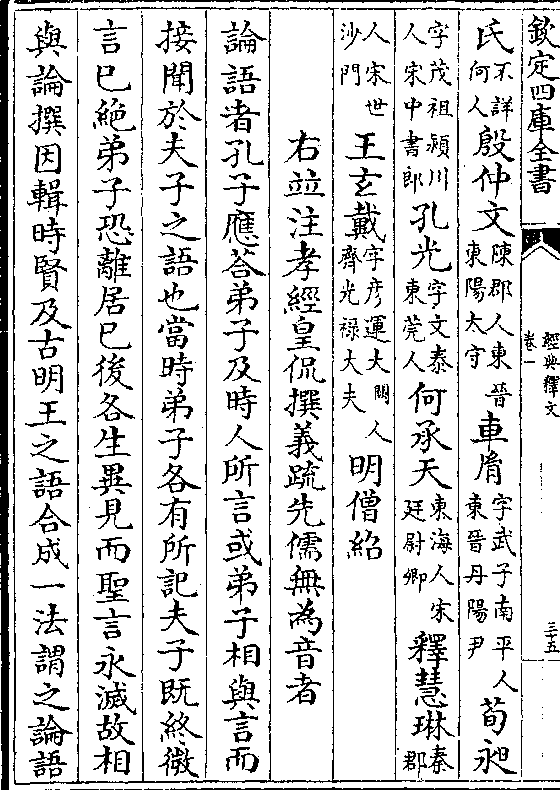 欽定四庫全書
經典釋文
卷一
三十五
氏不詳何人殷仲文陳郡人東晉東陽太守車胤字武子南平人東晉丹陽尹荀昶
字茂祖潁川人宋中書郎孔光字文泰東莞人何承天東海人宋廷尉卿釋慧琳秦郡
人宋世沙門王玄戴字彥運大 人齊光禄大夫明僧紹
右竝注孝經皇侃撰義䟽先儒無為音者
論語者孔子應荅弟子及時人所言或弟子相與言而
接聞於夫子之語也當時弟子各有所記夫子既終微
言已絶弟子恐離居已後各生異見而聖言永滅故相
與論撰因輯時賢及古明王之語合成一法謂之論語